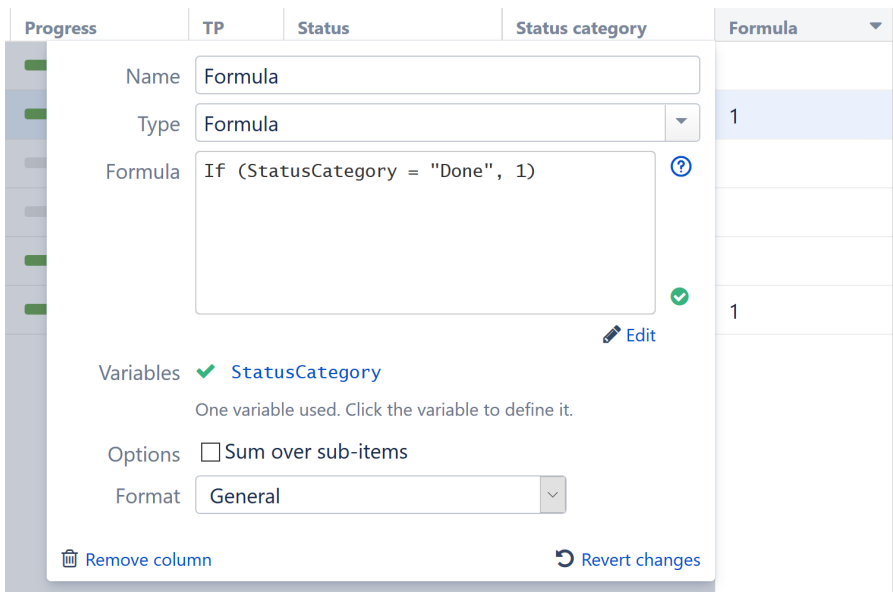 Progress TP Status Status category Formula
Name Formula
Type Formula
Formula If (StatusCategory = "Done", 1)
1
Edit
Variables StatusCategory
One variable used. Click the variable to define it.
1
Options Sum over sub-items
Format General
Remove column Revert changes